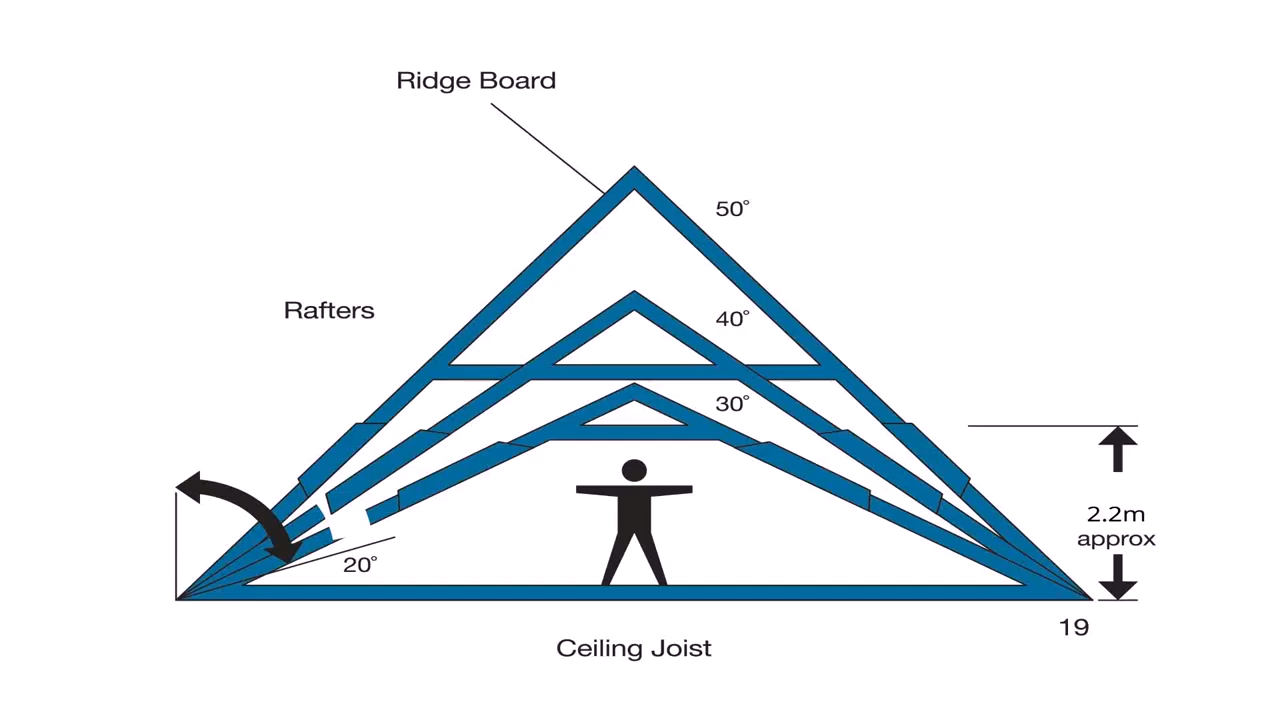 Ridge Board
50°
Rafters
40°
30°
2.2m
approx
20°
19
Ceiling Joist